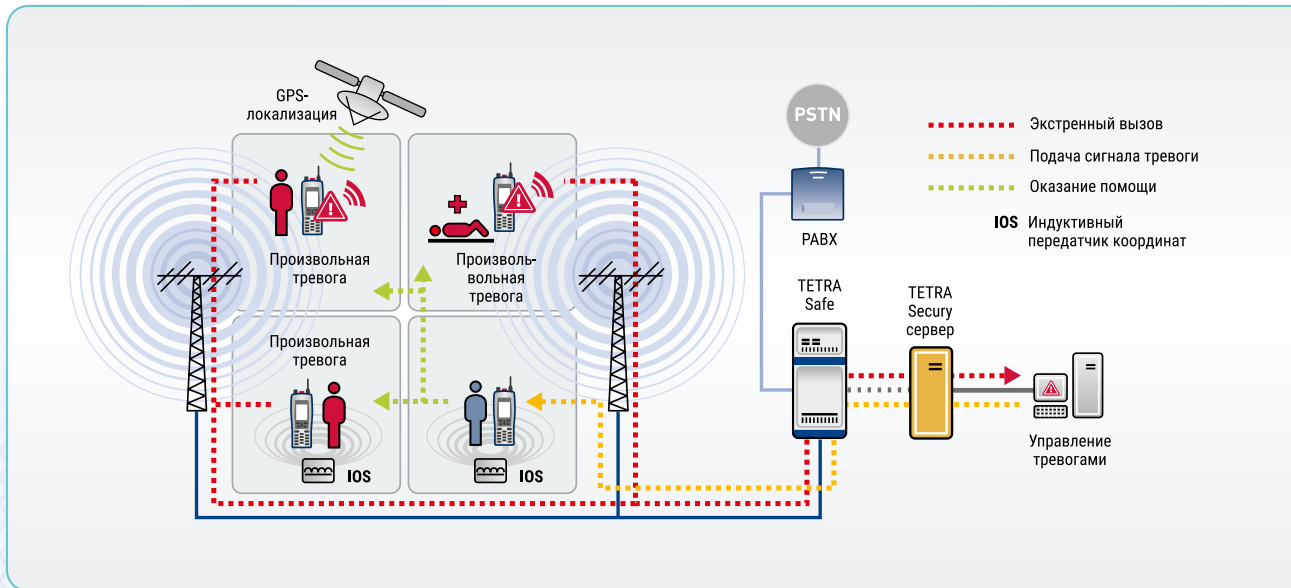 GPS-
локализация
Произвольная
тревога
Произволь-
вольная
тревога
Произвольная
тревога
IOS
IOS
PSTN
PABX
TETRA
Safe
TETRA
Secury
сервер
Управление
тревогами
Экстренный вызов
Подача сигнала тревоги
Оказание помощи
IOS Индуктивный
передатчик координат